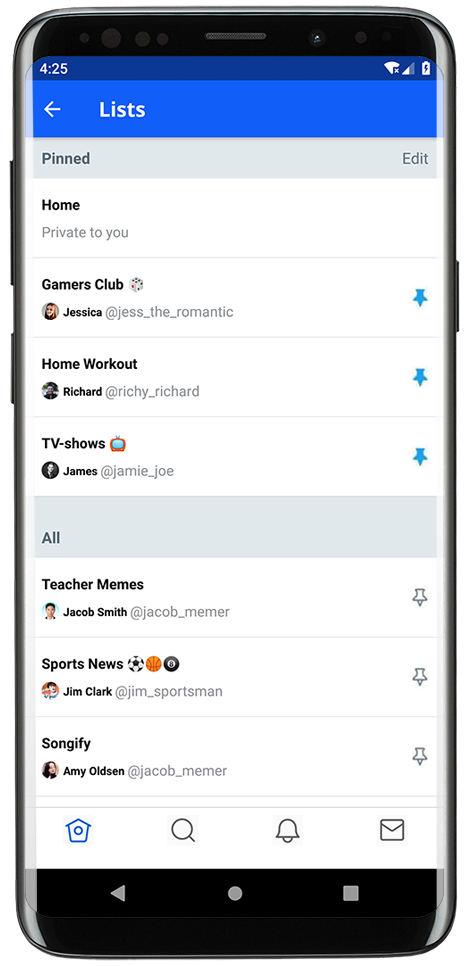 4:25
Lists
Pinned Edit
Home
Private to you
Gamers Club 🎲
Jessica @jess_the_romantic
Home Workout
Richard @richy_richard
TV-shows 📺
James @jamie_joe
All
Teacher Memes
Jacob Smith @jacob_memer
Sports News ⚽🏀🎱
Jim Clark @jim_sportsman
Songify
Amy Oldsen @jacob_memer